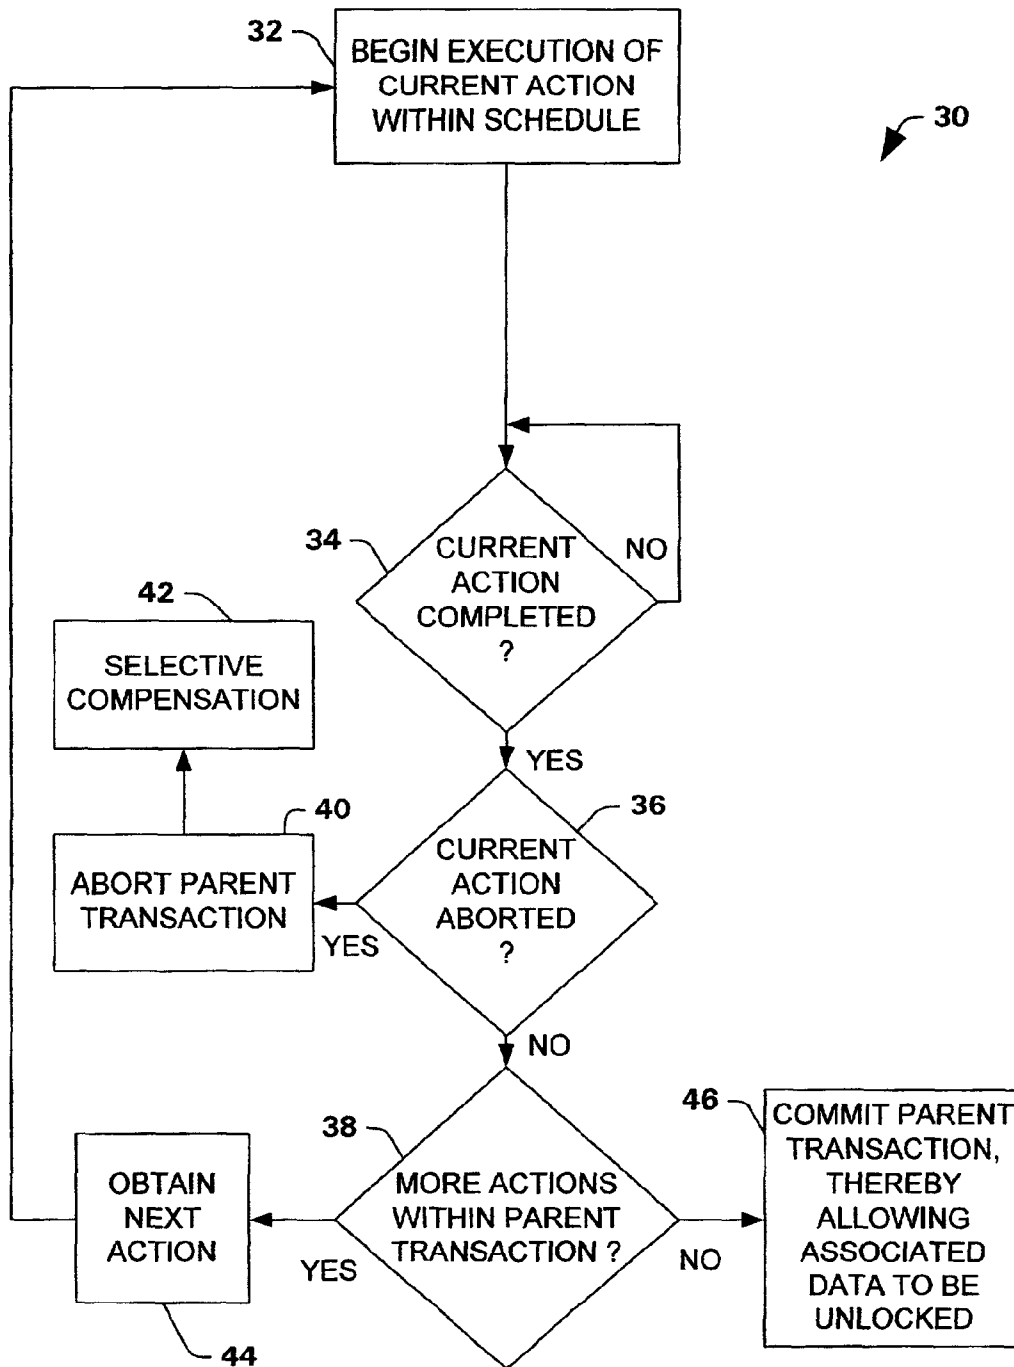 32
BEGIN EXECUTION OF
CURRENT ACTION
WITHIN SCHEDULE
30
34
CURRENT
ACTION
COMPLETED
?
NO
YES
42
SELECTIVE
COMPENSATION
40
ABORT PARENT
TRANSACTION
36
CURRENT
ACTION
ABORTED
?
YES
NO
38
MORE ACTIONS
WITHIN PARENT
TRANSACTION ?
YES
NO
OBTAIN
NEXT
ACTION
44
46
COMMIT PARENT
TRANSACTION,
THEREBY
ALLOWING
ASSOCIATED
DATA TO BE
UNLOCKED